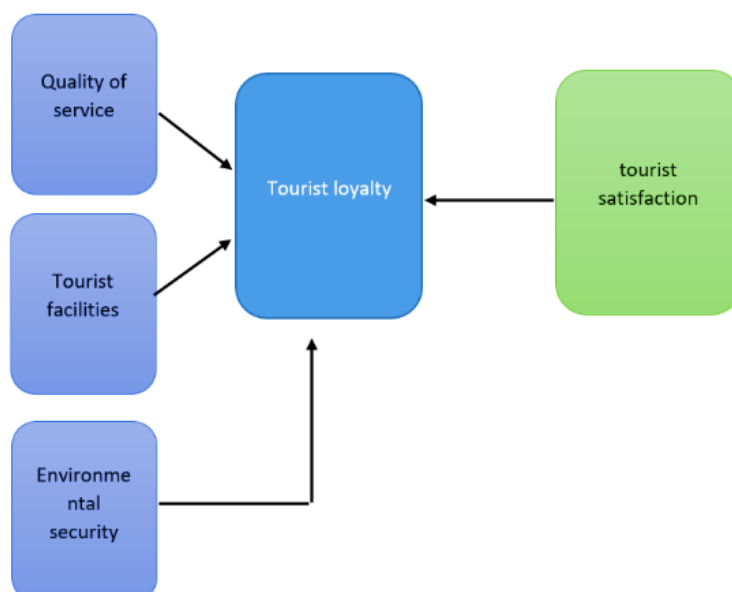 Quality of
service
Tourist loyalty
tourist
satisfaction
Tourist
facilities
Environme
ntal
security